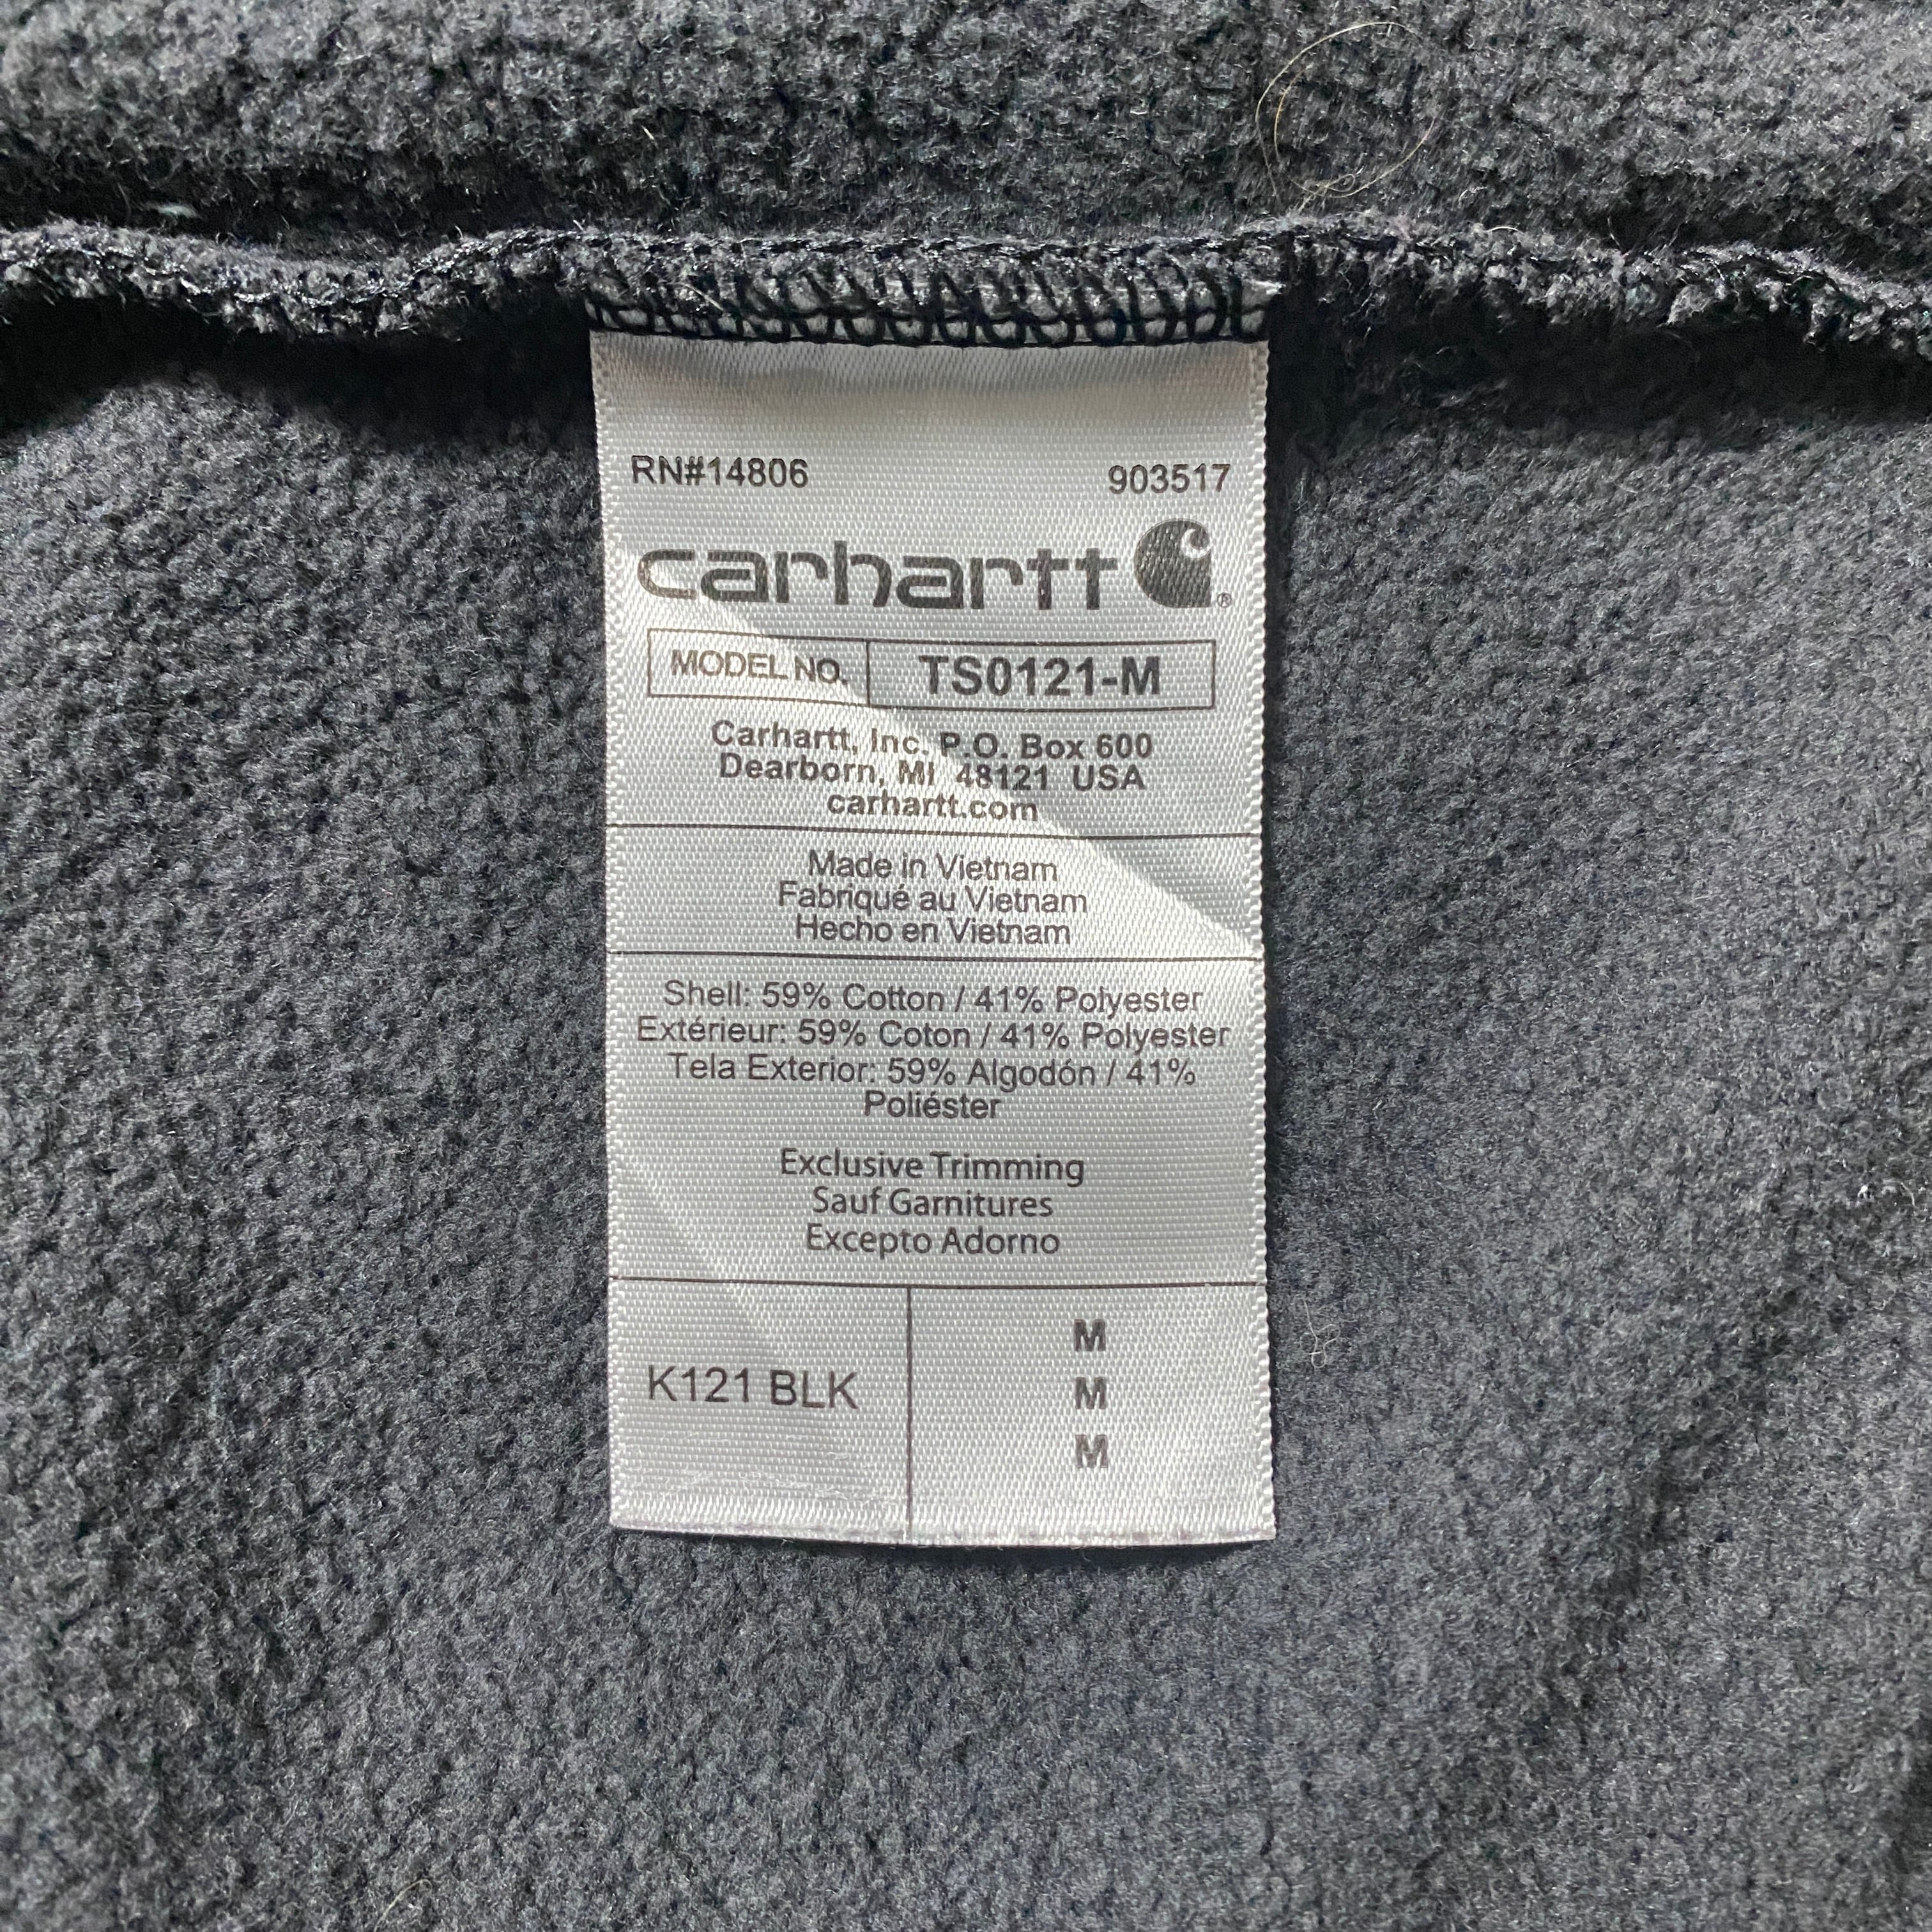 RN#14806 903517
carhartt ®
MODEL NO. TS0121-M
Carhartt, Inc. P.O. Box 600
Dearborn, MI 48121 USA
carhartt.com
Made in Vietnam
Fabriqué au Vietnam
Hecho en Vietnam
Shell: 59% Cotton / 41% Polyester
Extérieur: 59% Coton / 41% Polyester
Tela Exterior: 59% Algodón / 41%
Poliéster
Exclusive Trimming
Sauf Garnitures
Excepto Adorno
K121 BLK
M
M
M